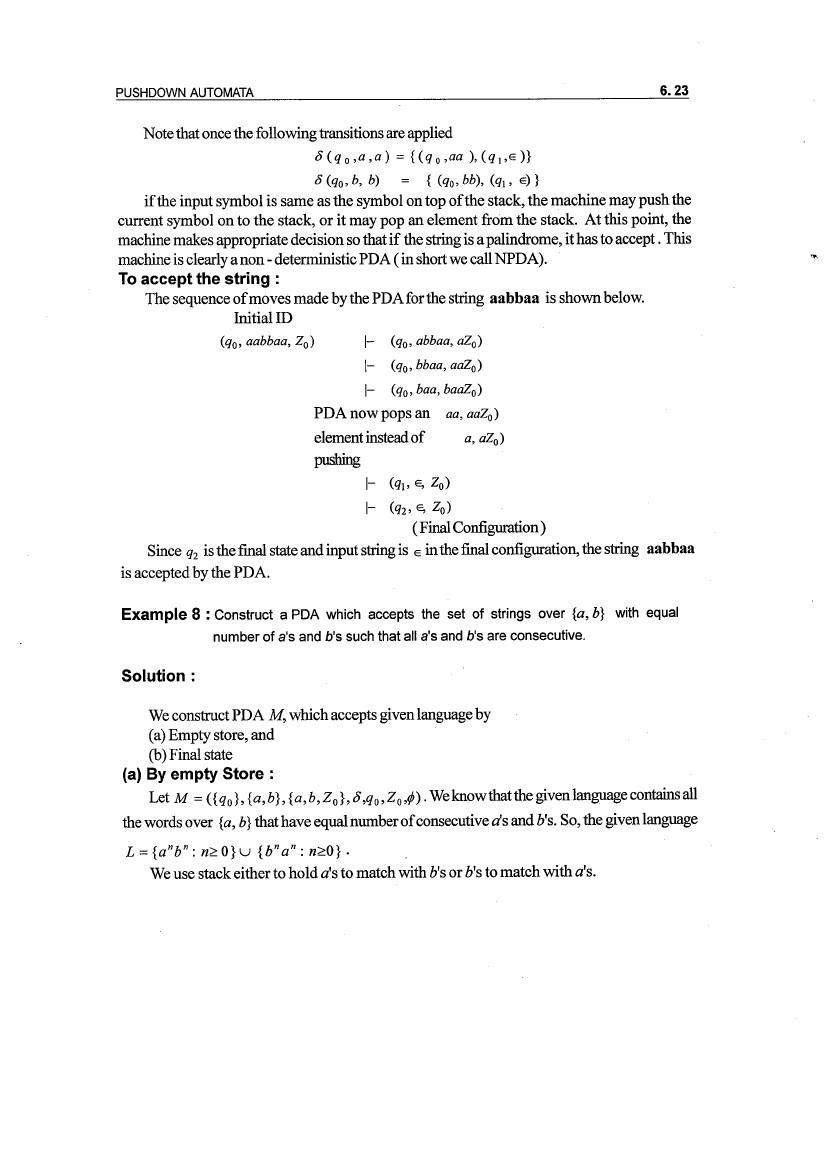 PUSHDOWN AUTOMATA 6. 23
Note that once the following transitions are applied
δ ( q₀ ,a ,a ) = {( q₀ ,aa ), ( q₁ ,∈ )}
δ (q₀, b, b) = { (q₀, bb), (q₁ , ∈) }
if the input symbol is same as the symbol on top of the stack, the machine may push the
current symbol on to the stack, or it may pop an element from the stack. At this point, the
machine makes appropriate decision so that if the string is a palindrome, it has to accept . This
machine is clearly a non - deterministic PDA ( in short we call NPDA).
To accept the string :
The sequence of moves made by the PDA for the string aabbaa is shown below.
Initial ID
(q₀, aabbaa, Z₀) |- (q₀, abbaa, aZ₀)
|- (q₀, bbaa, aaZ₀)
|- (q₀, baa, baaZ₀)
PDA now pops an aa, aaZ₀)
element instead of a, aZ₀)
pushing
|- (q₁, ∈, Z₀)
|- (q₂, ∈, Z₀)
( Final Configuration )
Since q₂ is the final state and input string is ∈ in the final configuration, the string aabbaa
is accepted by the PDA.
Example 8 : Construct a PDA which accepts the set of strings over {a, b} with equal
number of a's and b's such that all a's and b's are consecutive.
Solution :
We construct PDA M, which accepts given language by
(a) Empty store, and
(b) Final state
(a) By empty Store :
Let M = ({q₀}, {a,b}, {a,b,Z₀}, δ,q₀,Z₀,ϕ) . We know that the given language contains all
the words over {a, b} that have equal number of consecutive a's and b's. So, the given language
L = {aⁿbⁿ : n≥ 0} ∪ {bⁿaⁿ : n≥0} .
We use stack either to hold a's to match with b's or b's to match with a's.